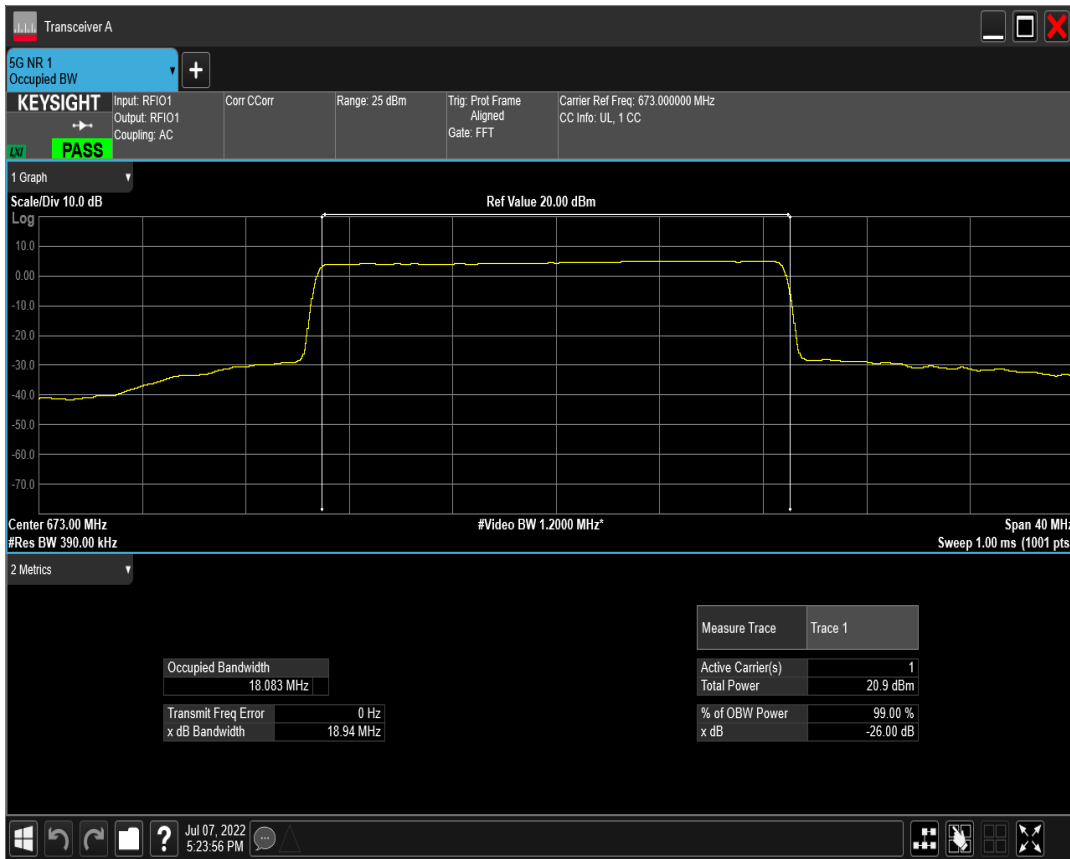 Transceiver A
5G NR 1
Occupied BW
+
KEYSIGHT
LXI
PASS
Input: RFIO1
Output: RFIO1
Coupling: AC
Corr CCorr
Range: 25 dBm
Trig: Prot Frame
Aligned
Gate: FFT
Carrier Ref Freq: 673.000000 MHz
CC Info: UL, 1 CC
1 Graph
Scale/Div 10.0 dB
Ref Value 20.00 dBm
Log
10.0
0.00
-10.0
-20.0
-30.0
-40.0
-50.0
-60.0
-70.0
Center 673.00 MHz
#Video BW 1.2000 MHz*
Span 40 MHz
#Res BW 390.00 kHz
Sweep 1.00 ms (1001 pts
2 Metrics
Measure Trace Trace 1
Occupied Bandwidth
18.083 MHz
Active Carrier(s) 1
Total Power 20.9 dBm
Transmit Freq Error 0 Hz
x dB Bandwidth 18.94 MHz
% of OBW Power 99.00 %
x dB -26.00 dB
?
Jul 07, 2022
5:23:56 PM